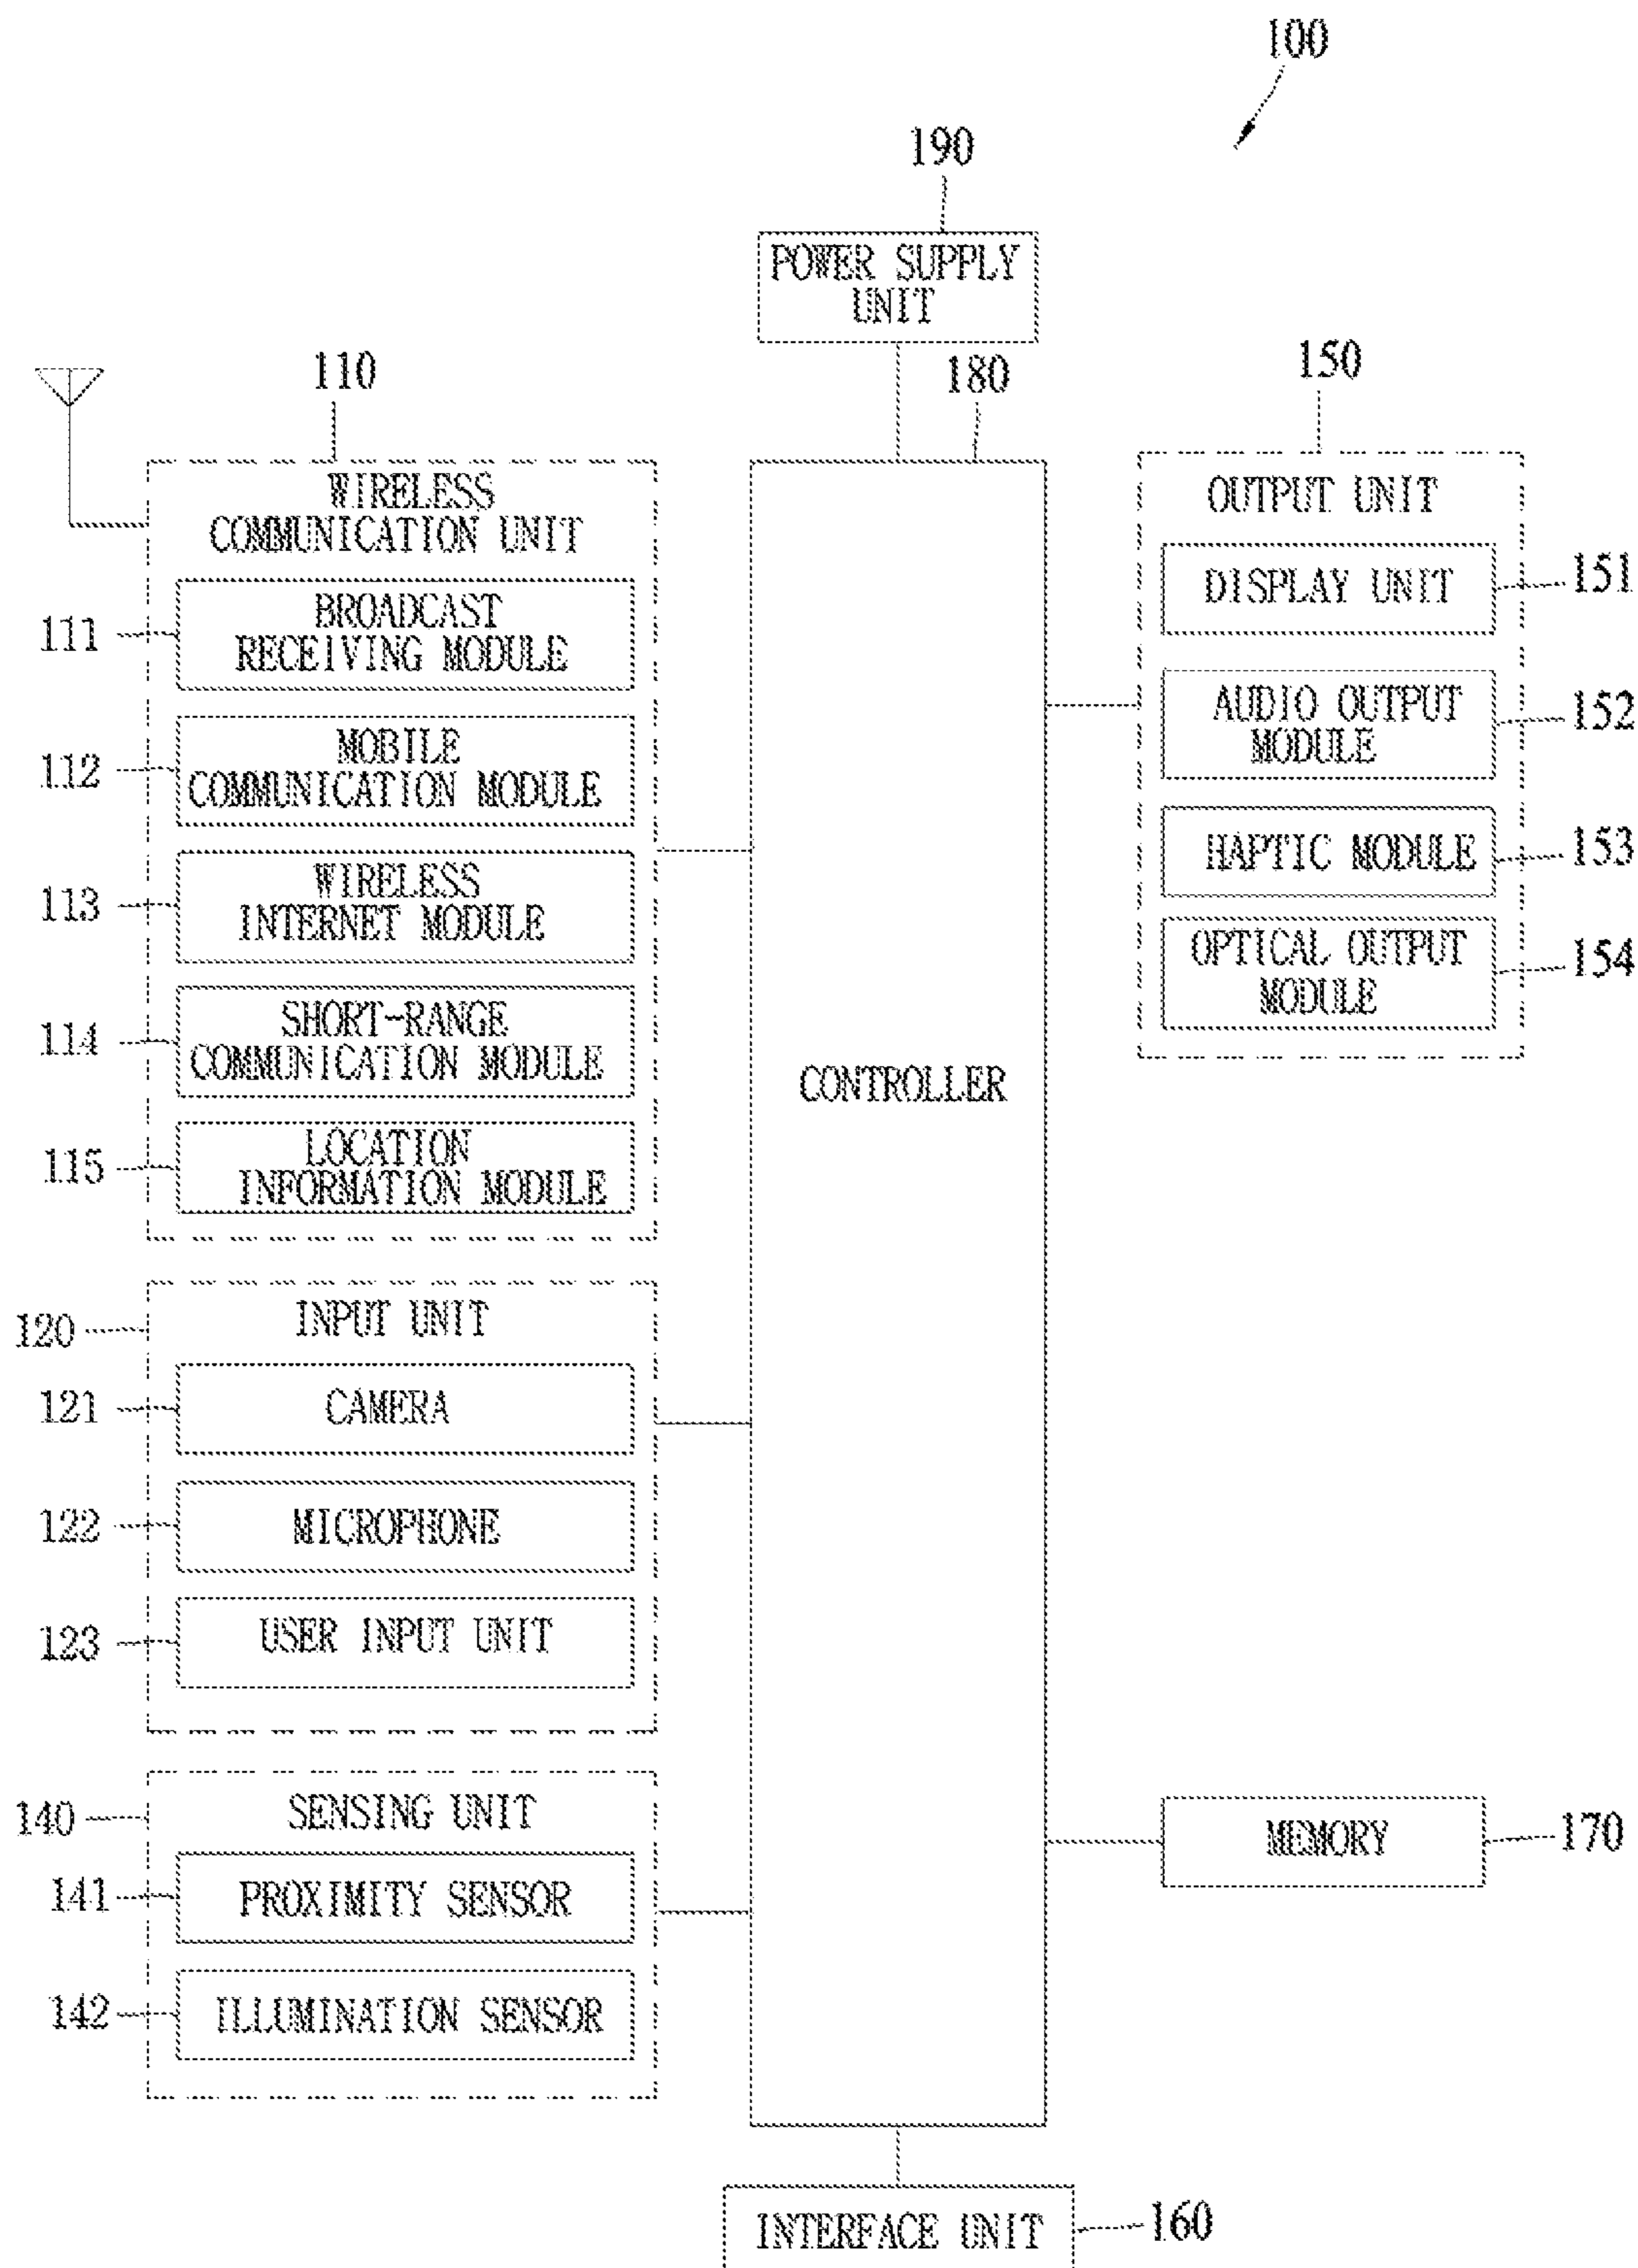 100
190
POWER SUPPLY
UNIT
110
180
150
WIRELESS
COMMUNICATION UNIT
OUTPUT UNIT
111
BROADCAST
RECEIVING MODULE
112
MOBILE
COMMUNICATION MODULE
113
WIRELESS
INTERNET MODULE
114
SHORT-RANGE
COMMUNICATION MODULE
115
LOCATION
INFORMATION MODULE
120
INPUT UNIT
121
CAMERA
122
MICROPHONE
123
USER INPUT UNIT
140
SENSING UNIT
141
PROXIMITY SENSOR
142
ILLUMINATION SENSOR
CONTROLLER
DISPLAY UNIT
151
AUDIO OUTPUT
MODULE
152
HAPTIC MODULE
153
OPTICAL OUTPUT
MODULE
154
MEMORY
170
INTERFACE UNIT
160